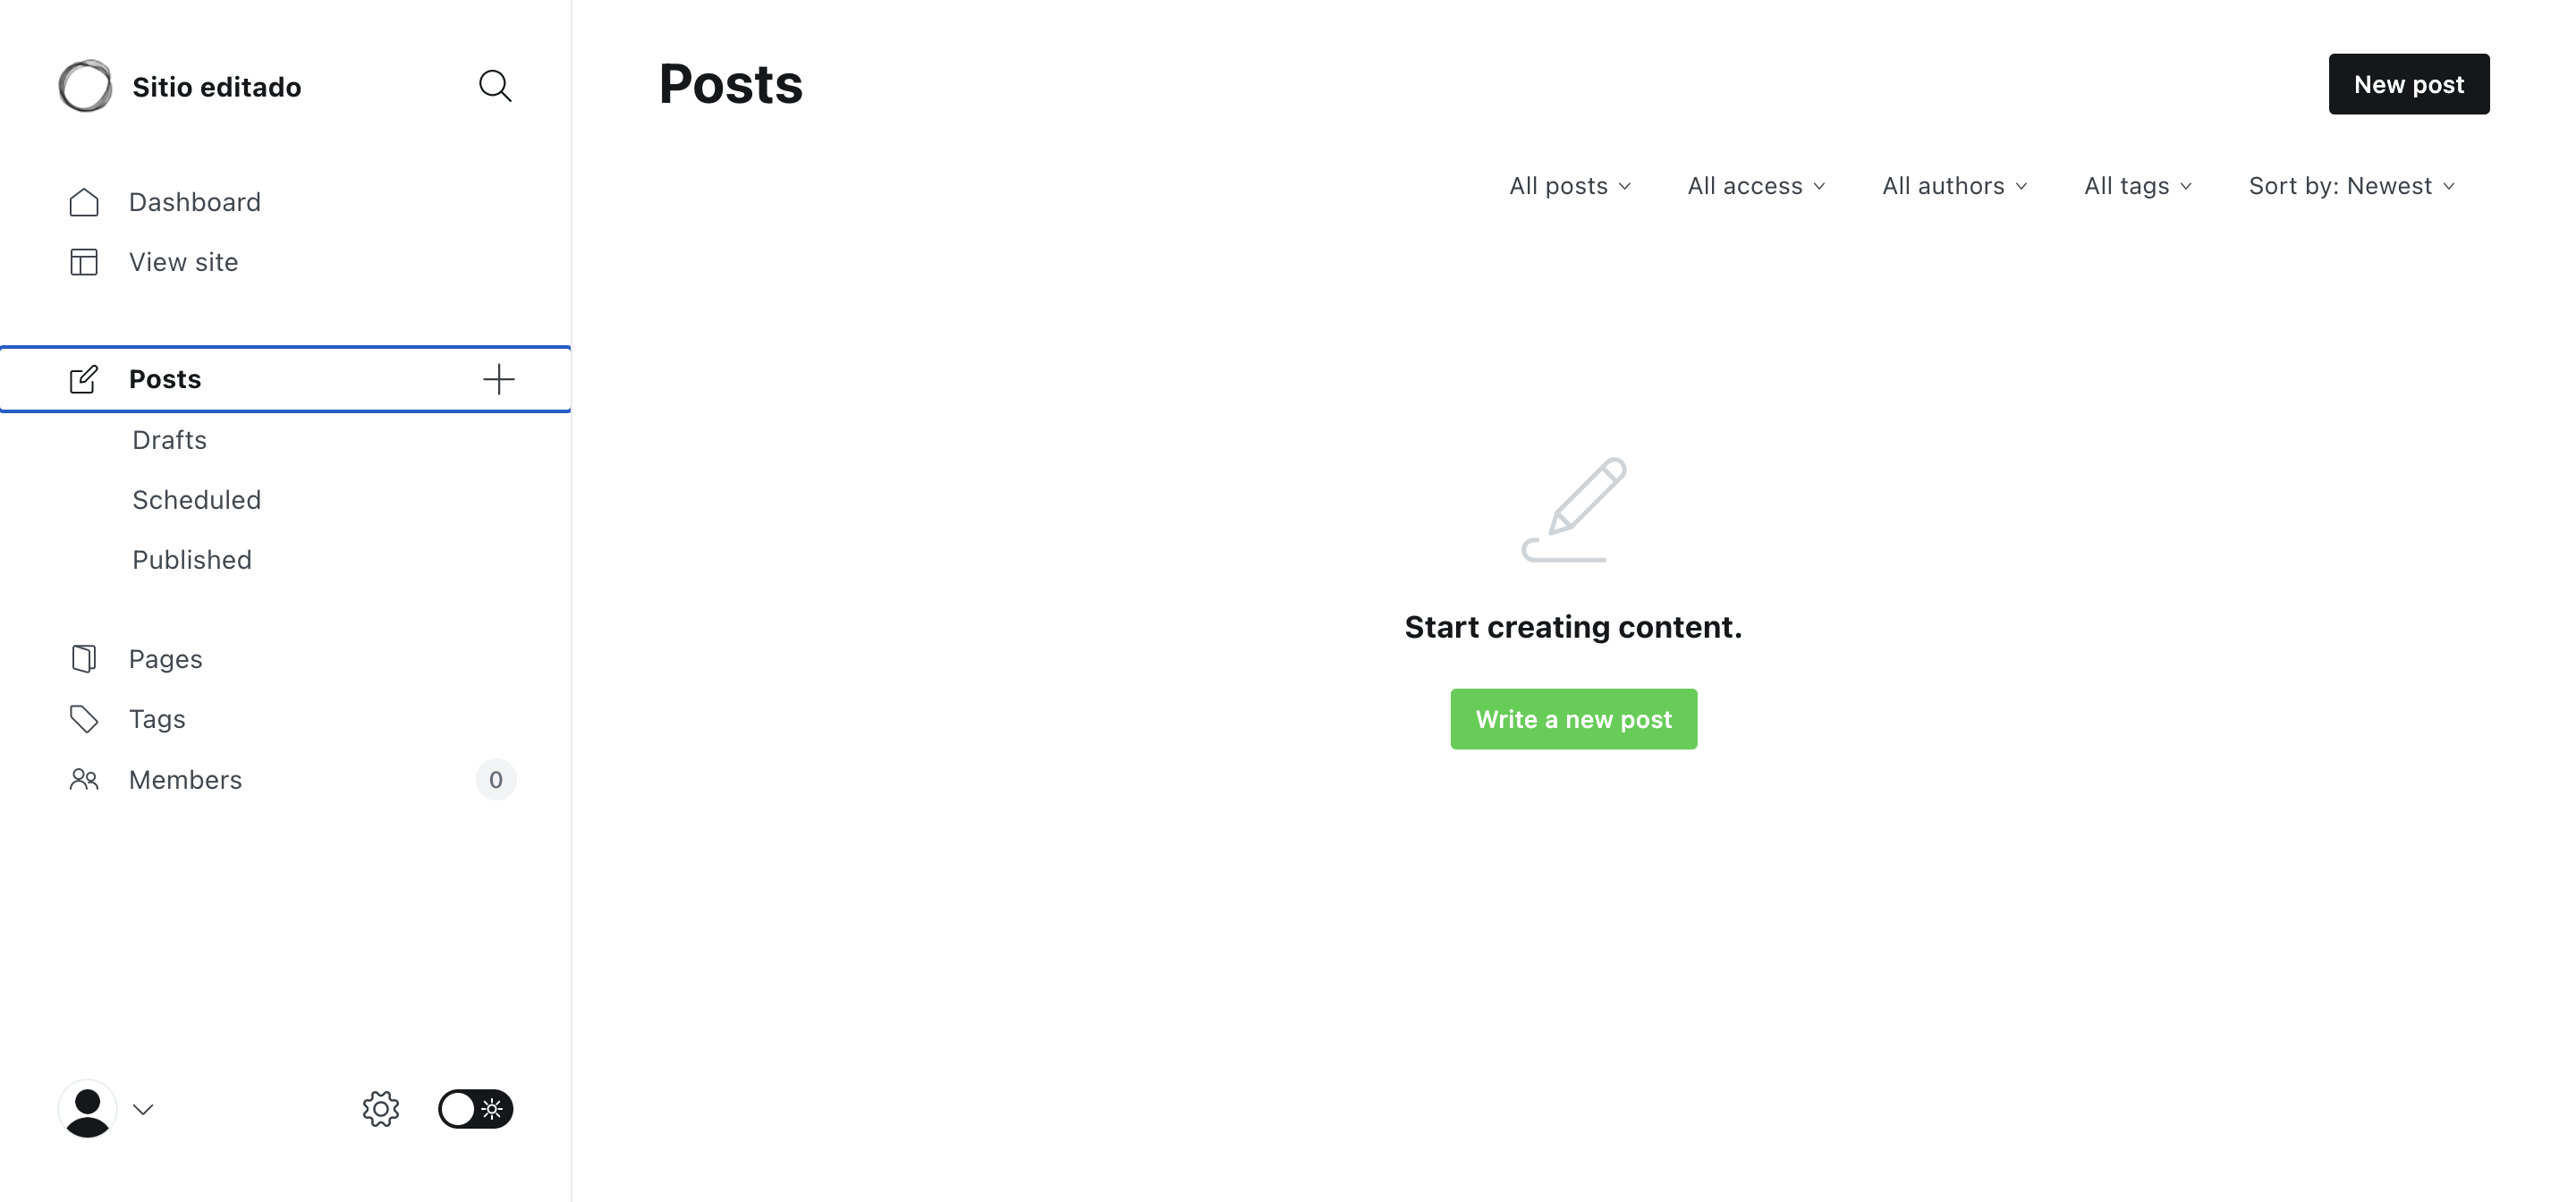 Sitio editado
Dashboard
View site
Posts
Drafts
Scheduled
Published
Pages
Tags
Members 0
Posts
New post
All posts All access All authors All tags Sort by: Newest
Start creating content.
Write a new post